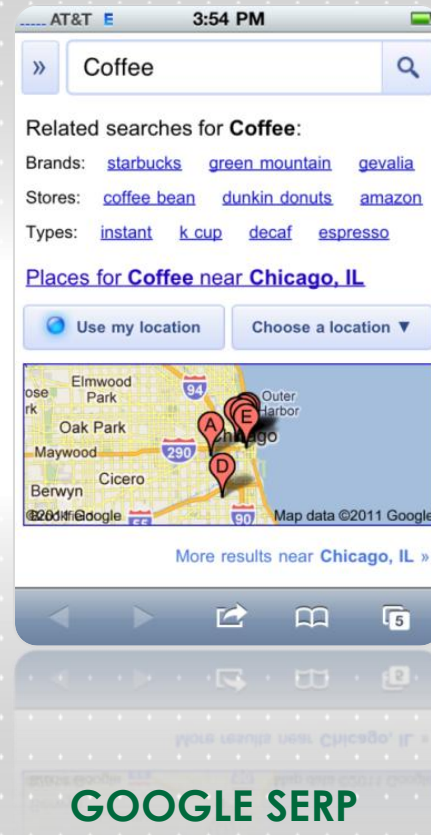 AT&T E 3:54 PM
» Coffee
Related searches for Coffee:
Brands: starbucks green mountain gevalia
Stores: coffee bean dunkin donuts amazon
Types: instant k cup decaf espresso
Places for Coffee near Chicago, IL
Use my location Choose a location ▼
Elmwood
Park
94
Outer
Harbor
Oak Park
A
E
Chicago
Maywood
290
D
Cicero
Berwyn
©2011 Google
90
Map data ©2011 Google
More results near Chicago, IL »
5
GOOGLE SERP